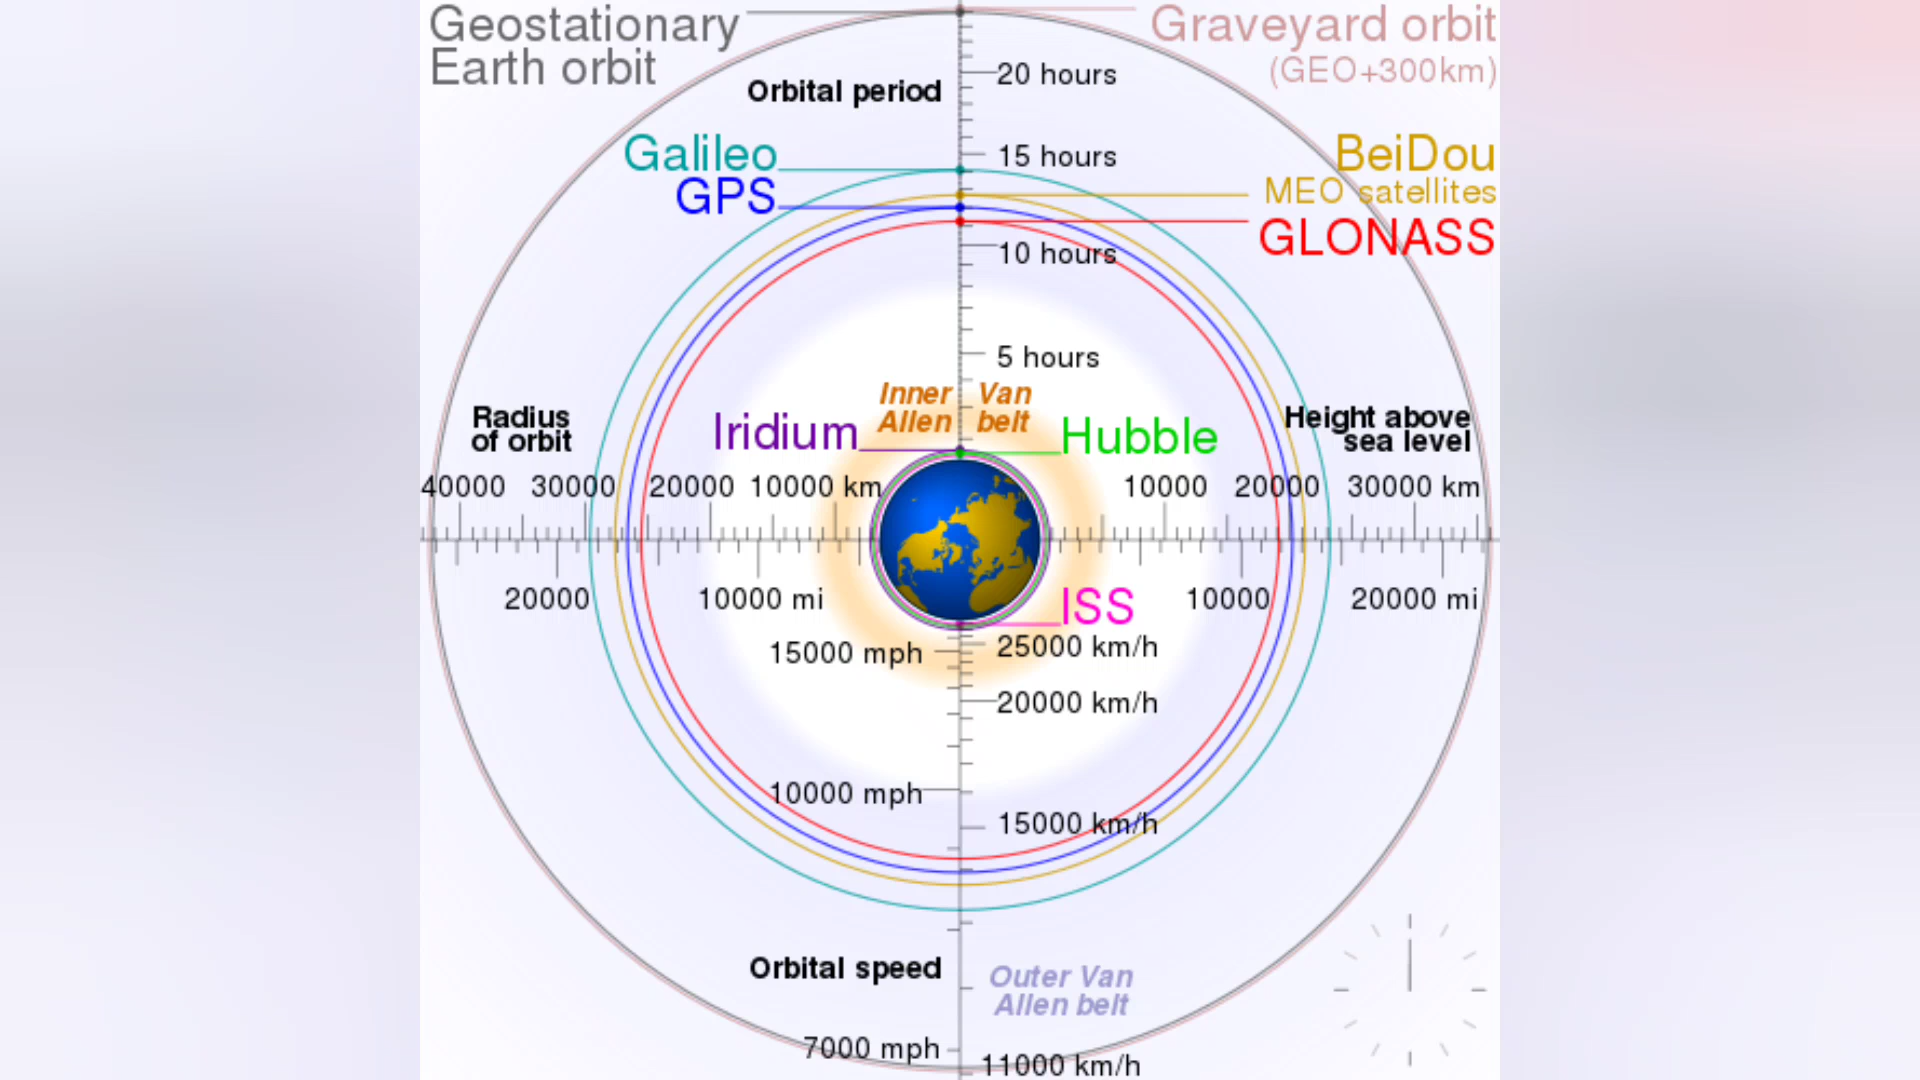 Geostationary
Earth orbit
Graveyard orbit
(GEO+300km)
Orbital period
20 hours
15 hours
Galileo
GPS
BeiDou
MEO satellites
GLONASS
10 hours
5 hours
Inner Van
Allen belt
Iridium
Hubble
Radius
of orbit
Height above
sea level
40000 30000 20000 10000 km
10000 20000 30000 km
20000 10000 mi
10000 20000 mi
ISS
15000 mph
25000 km/h
20000 km/h
10000 mph
15000 km/h
Orbital speed
Outer Van
Allen belt
7000 mph
11000 km/h